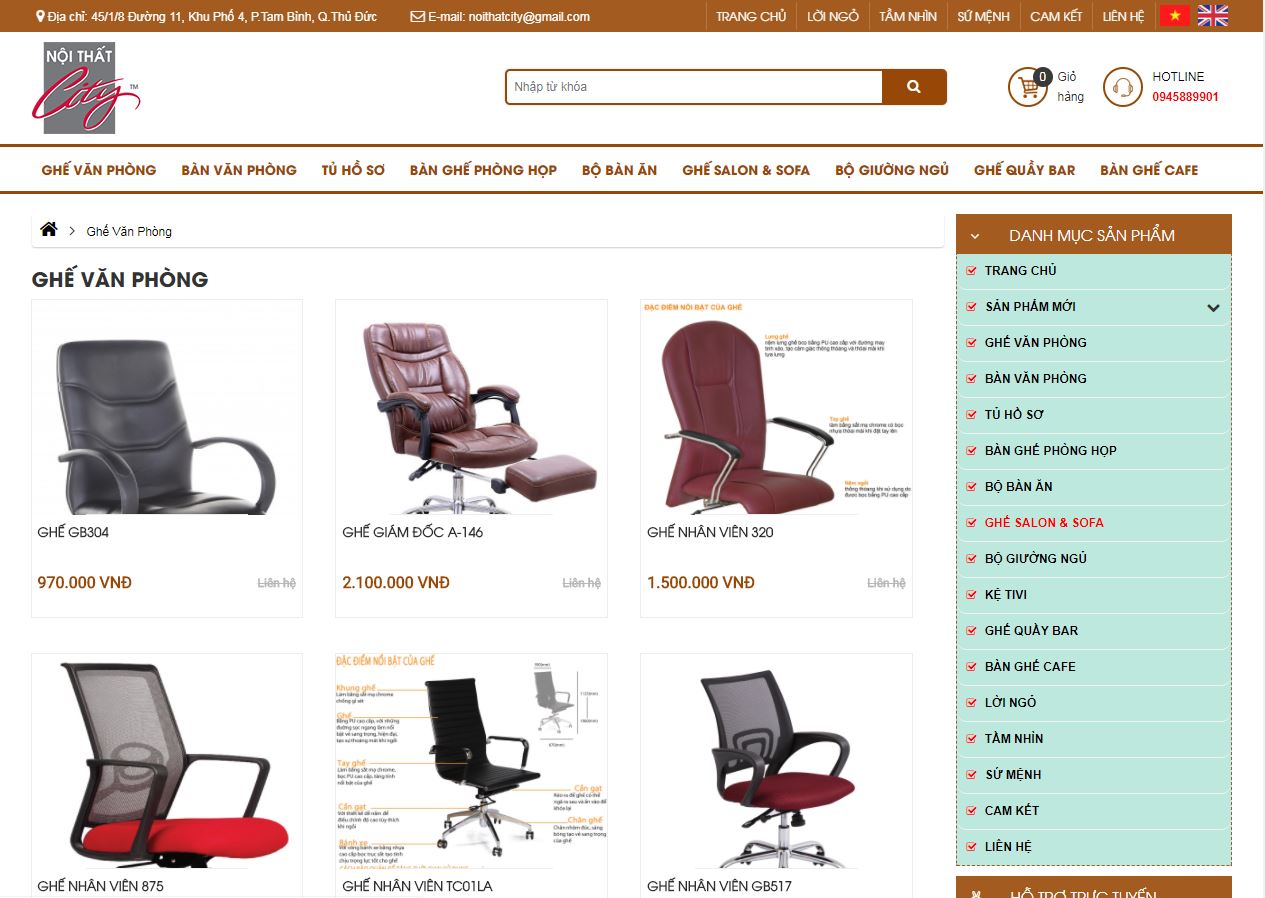 Địa chỉ: 45/1/8 Đường 11, Khu Phố 4, P.Tam Bình, Q.Thủ Đức
E-mail: noithatcity@gmail.com
TRANG CHỦ
LỜI NGỎ
TẦM NHÌN
SỨ MỆNH
CAM KẾT
LIÊN HỆ
NỘI THẤT
City™
Nhập từ khóa
0
Giỏ
hàng
HOTLINE
0945889901
GHẾ VĂN PHÒNG
BÀN VĂN PHÒNG
TỦ HỒ SƠ
BÀN GHẾ PHÒNG HỌP
BỘ BÀN ĂN
GHẾ SALON & SOFA
BỘ GIƯỜNG NGỦ
GHẾ QUẦY BAR
BÀN GHẾ CAFE
Ghế Văn Phòng
GHẾ VĂN PHÒNG
GHẾ GB304
970.000 VNĐ
Liên hệ
GHẾ GIÁM ĐỐC A-146
2.100.000 VNĐ
Liên hệ
ĐẶC ĐIỂM NỔI BẬT CỦA GHẾ
Lưng ghế
Tay ghế
Nệm ngồi
GHẾ NHÂN VIÊN 320
1.500.000 VNĐ
Liên hệ
GHẾ NHÂN VIÊN 875
ĐẶC ĐIỂM NỔI BẬT CỦA GHẾ
Khung ghế
Làm bằng sắt mạ chrome
chống gỉ sét
Ghế
Tay ghế
Cần gạt
Bánh xe
Cần gạt
Chân ghế
GHẾ NHÂN VIÊN TC01LA
GHẾ NHÂN VIÊN GB517
DANH MỤC SẢN PHẨM
TRANG CHỦ
SẢN PHẨM MỚI
GHẾ VĂN PHÒNG
BÀN VĂN PHÒNG
TỦ HỒ SƠ
BÀN GHẾ PHÒNG HỌP
BỘ BÀN ĂN
GHẾ SALON & SOFA
BỘ GIƯỜNG NGỦ
KỆ TIVI
GHẾ QUẦY BAR
BÀN GHẾ CAFE
LỜI NGỎ
TẦM NHÌN
SỨ MỆNH
CAM KẾT
LIÊN HỆ
HỖ TRỢ TRỰC TUYẾN